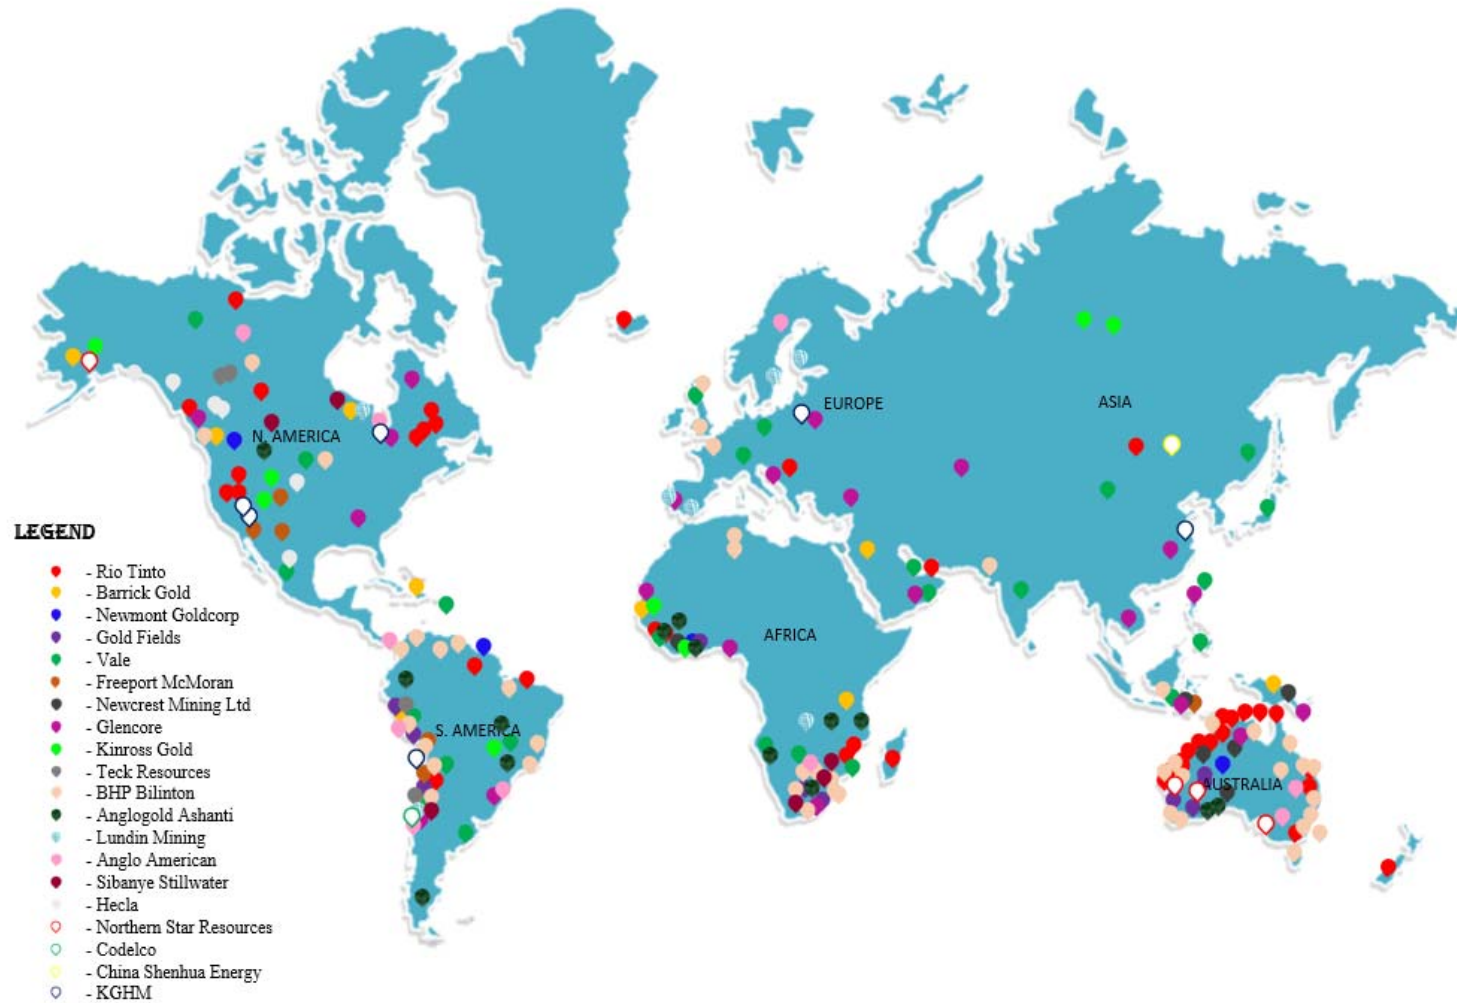 EUROPE
ASIA
N. AMERICA
AFRICA
S. AMERICA
AUSTRALIA
LEGEND
- Rio Tinto
- Barrick Gold
- Newmont Goldcorp
- Gold Fields
- Vale
- Freeport McMoran
- Newcrest Mining Ltd
- Glencore
- Kinross Gold
- Teck Resources
- BHP Bilinton
- Anglogold Ashanti
- Lundin Mining
- Anglo American
- Sibanye Stillwater
- Hecla
- Northern Star Resources
- Codelco
- China Shenhua Energy
- KGHM